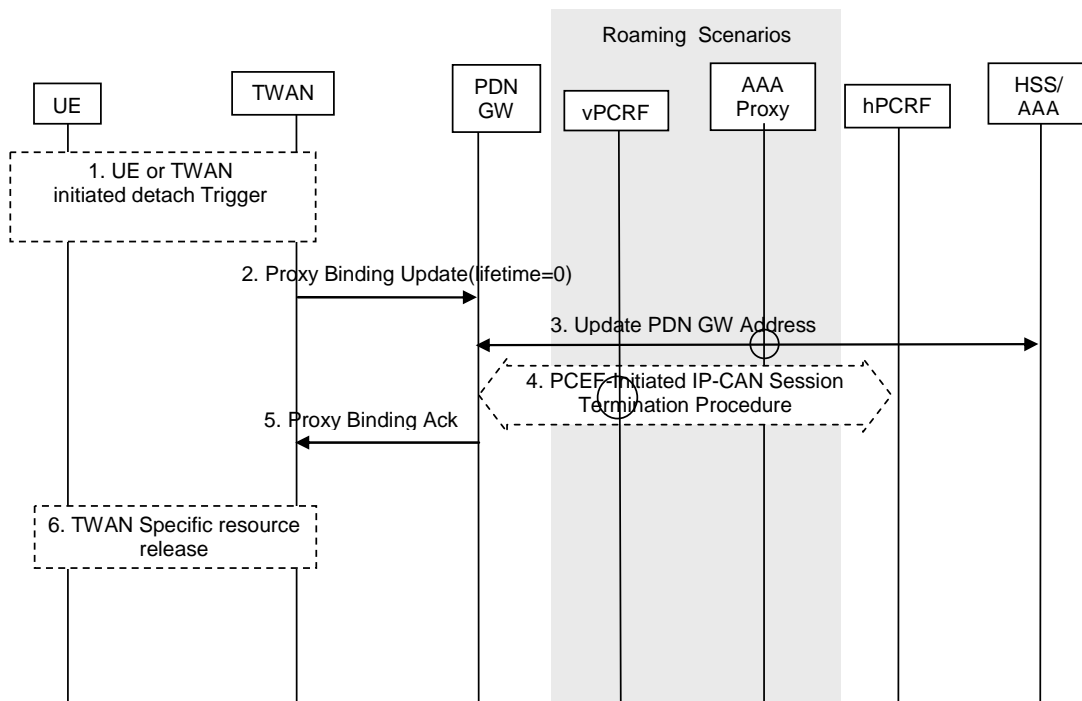 Roaming Scenarios
UE
TWAN
PDN
GW
vPCRF
AAA
Proxy
hPCRF
HSS/
AAA
1. UE or TWAN
initiated detach Trigger
2. Proxy Binding Update(lifetime=0)
3. Update PDN GW Address
4. PCEF-Initiated IP-CAN Session
Termination Procedure
5. Proxy Binding Ack
6. TWAN Specific resource
release